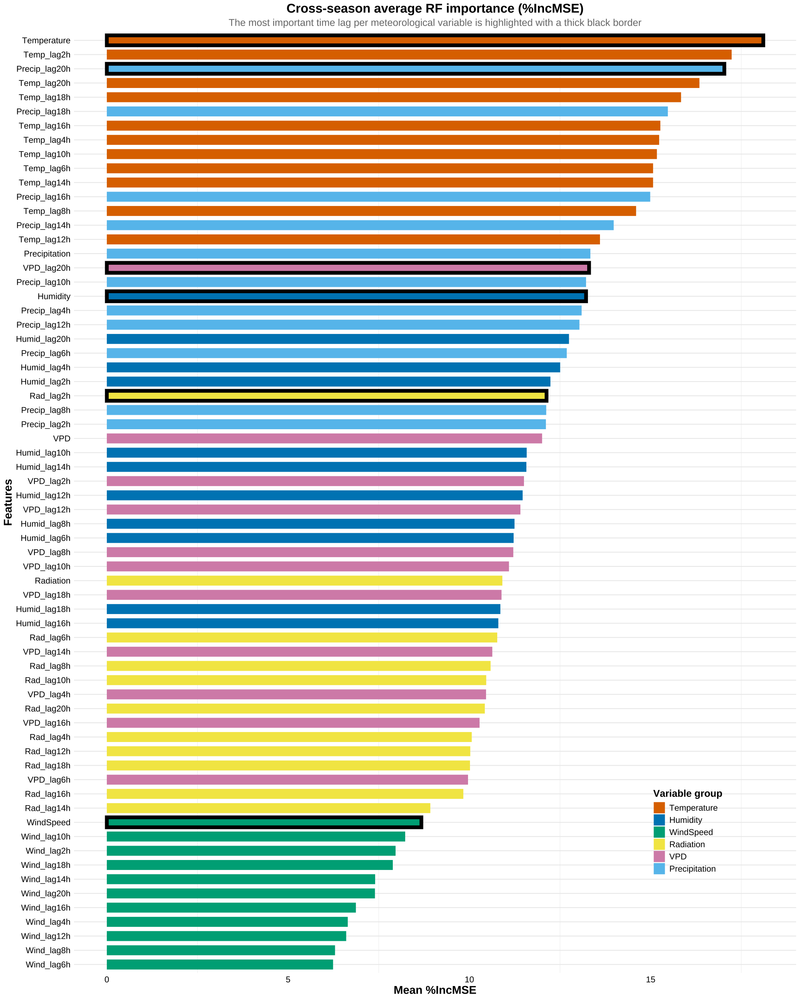 Cross-season average RF importance (%IncMSE)
The most important time lag per meteorological variable is highlighted with a thick black border
Temperature
Temp_lag2h
Precip_lag20h
Temp_lag20h
Temp_lag18h
Precip_lag18h
Temp_lag16h
Temp_lag4h
Temp_lag10h
Temp_lag6h
Temp_lag14h
Precip_lag16h
Temp_lag8h
Precip_lag14h
Temp_lag12h
Precipitation
VPD_lag20h
Precip_lag10h
Humidity
Precip_lag4h
Precip_lag12h
Humid_lag20h
Precip_lag6h
Humid_lag4h
Humid_lag2h
Rad_lag2h
Precip_lag8h
Precip_lag2h
VPD
Humid_lag10h
Humid_lag14h
VPD_lag2h
Humid_lag12h
VPD_lag12h
Humid_lag8h
Humid_lag6h
VPD_lag8h
VPD_lag10h
Radiation
VPD_lag18h
Humid_lag18h
Humid_lag16h
Rad_lag6h
VPD_lag14h
Rad_lag8h
Rad_lag10h
VPD_lag4h
Rad_lag20h
VPD_lag16h
Rad_lag4h
Rad_lag12h
Rad_lag18h
VPD_lag6h
Rad_lag16h
Rad_lag14h
WindSpeed
Wind_lag10h
Wind_lag2h
Wind_lag18h
Wind_lag14h
Wind_lag20h
Wind_lag16h
Wind_lag4h
Wind_lag12h
Wind_lag8h
Wind_lag6h
Features
Variable group
Temperature
Humidity
WindSpeed
Radiation
VPD
Precipitation
0 5 10 15
Mean %IncMSE